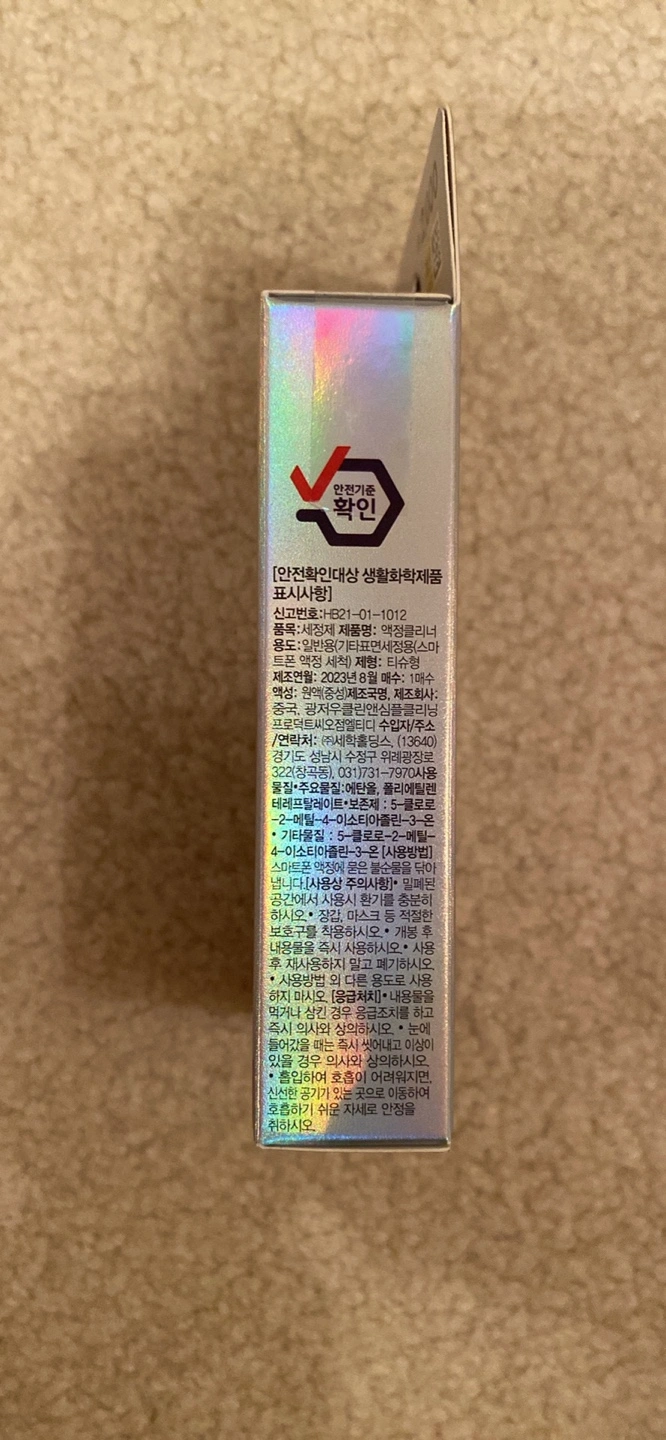 안전기준
확인
[안전확인대상 생활화학제품
표시사항]
신고번호:HB21-01-1012
품목:세정제 제품명: 액정클리너
용도:일반용(기타표면세정용(스마
트폰 액정 세척) 제형: 티슈형
제조연월: 2023년 8월 매수: 1매수
액성: 원액(중성)제조국명, 제조회사:
중국, 광저우클린앤심플클리닝
프로덕트씨오점엘티디 수입자/주소
/연락처: ㈜세학홀딩스, (13640)
경기도 성남시 수정구 위례광장로
322(창곡동), 031)731-7970사용
물질•주요물질:에탄올, 폴리에틸렌
테레프탈레이트•보존제 : 5-클로로
-2-메틸-4-이소티아졸린-3-온
• 기타물질 : 5-클로로-2-메틸-
4-이소티아졸린-3-온 [사용방법]
스마트폰 액정에 묻은 불순물을 닦아
냅니다.[사용상 주의사항]• 밀폐된
공간에서 사용시 환기를 충분히
하시오.• 장갑, 마스크 등 적절한
보호구를 착용하시오.• 개봉 후
내용물을 즉시 사용하시오.• 사용
후 재사용하지 말고 폐기하시오.
• 사용방법 외 다른 용도로 사용
하지 마시오. [응급처치]• 내용물을
먹거나 삼킨 경우 응급조치를 하고
즉시 의사와 상의하시오. • 눈에
들어갔을 때는 즉시 씻어내고 이상이
있을 경우 의사와 상의하시오.
• 흡입하여 호흡이 어려워지면,
신선한 공기가 있는 곳으로 이동하여
호흡하기 쉬운 자세로 안정을
취하시오.